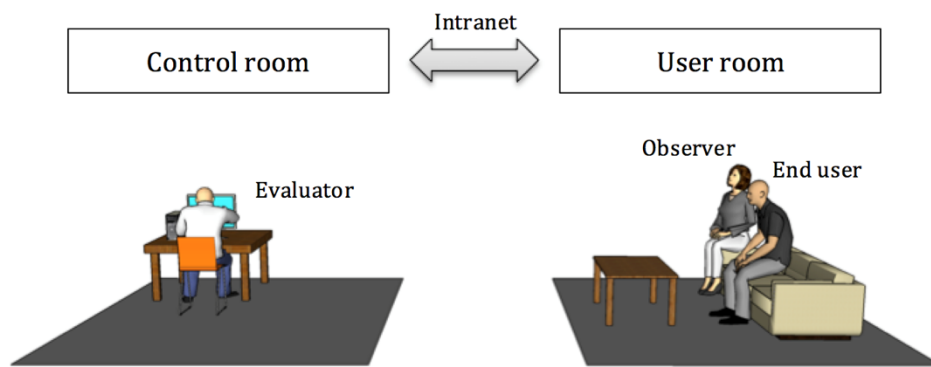 Intranet
Control room
User room
Observer
End user
Evaluator